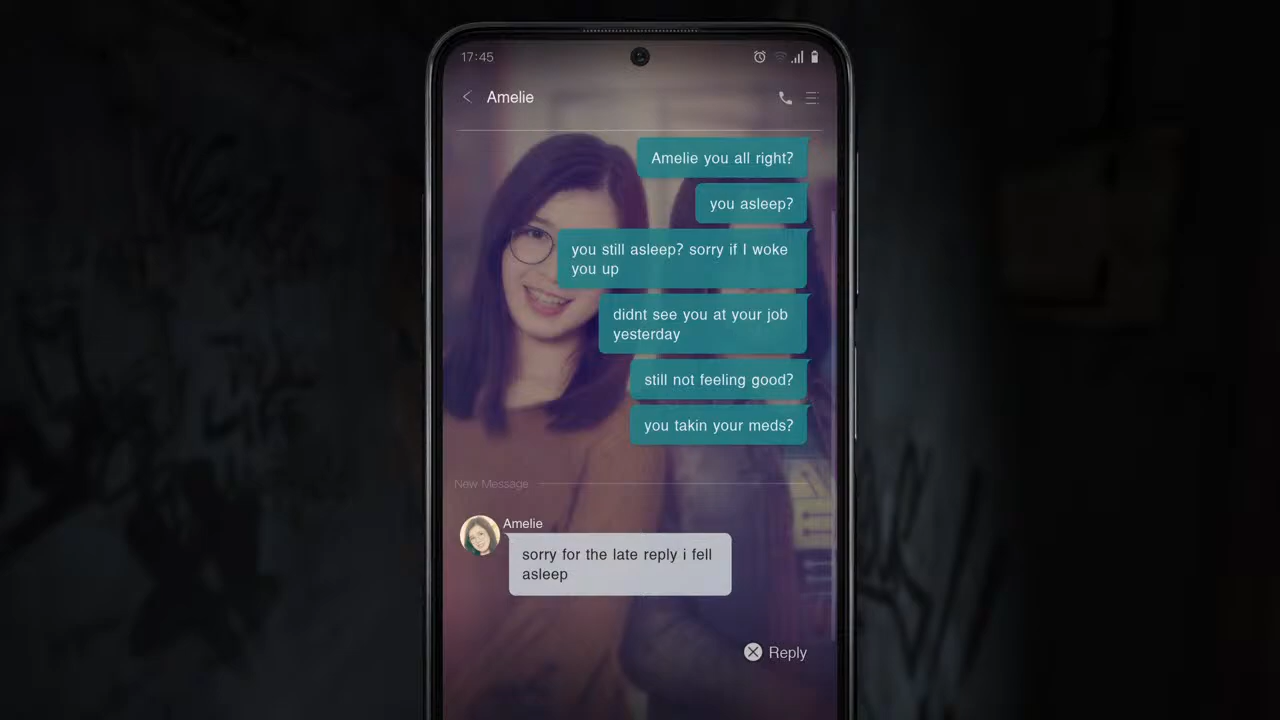 17:45
Amelie
Amelie you all right?
you asleep?
you still asleep? sorry if I woke
you up
didnt see you at your job
yesterday
still not feeling good?
you takin your meds?
New Message
Amelie
sorry for the late reply i fell
asleep
Reply